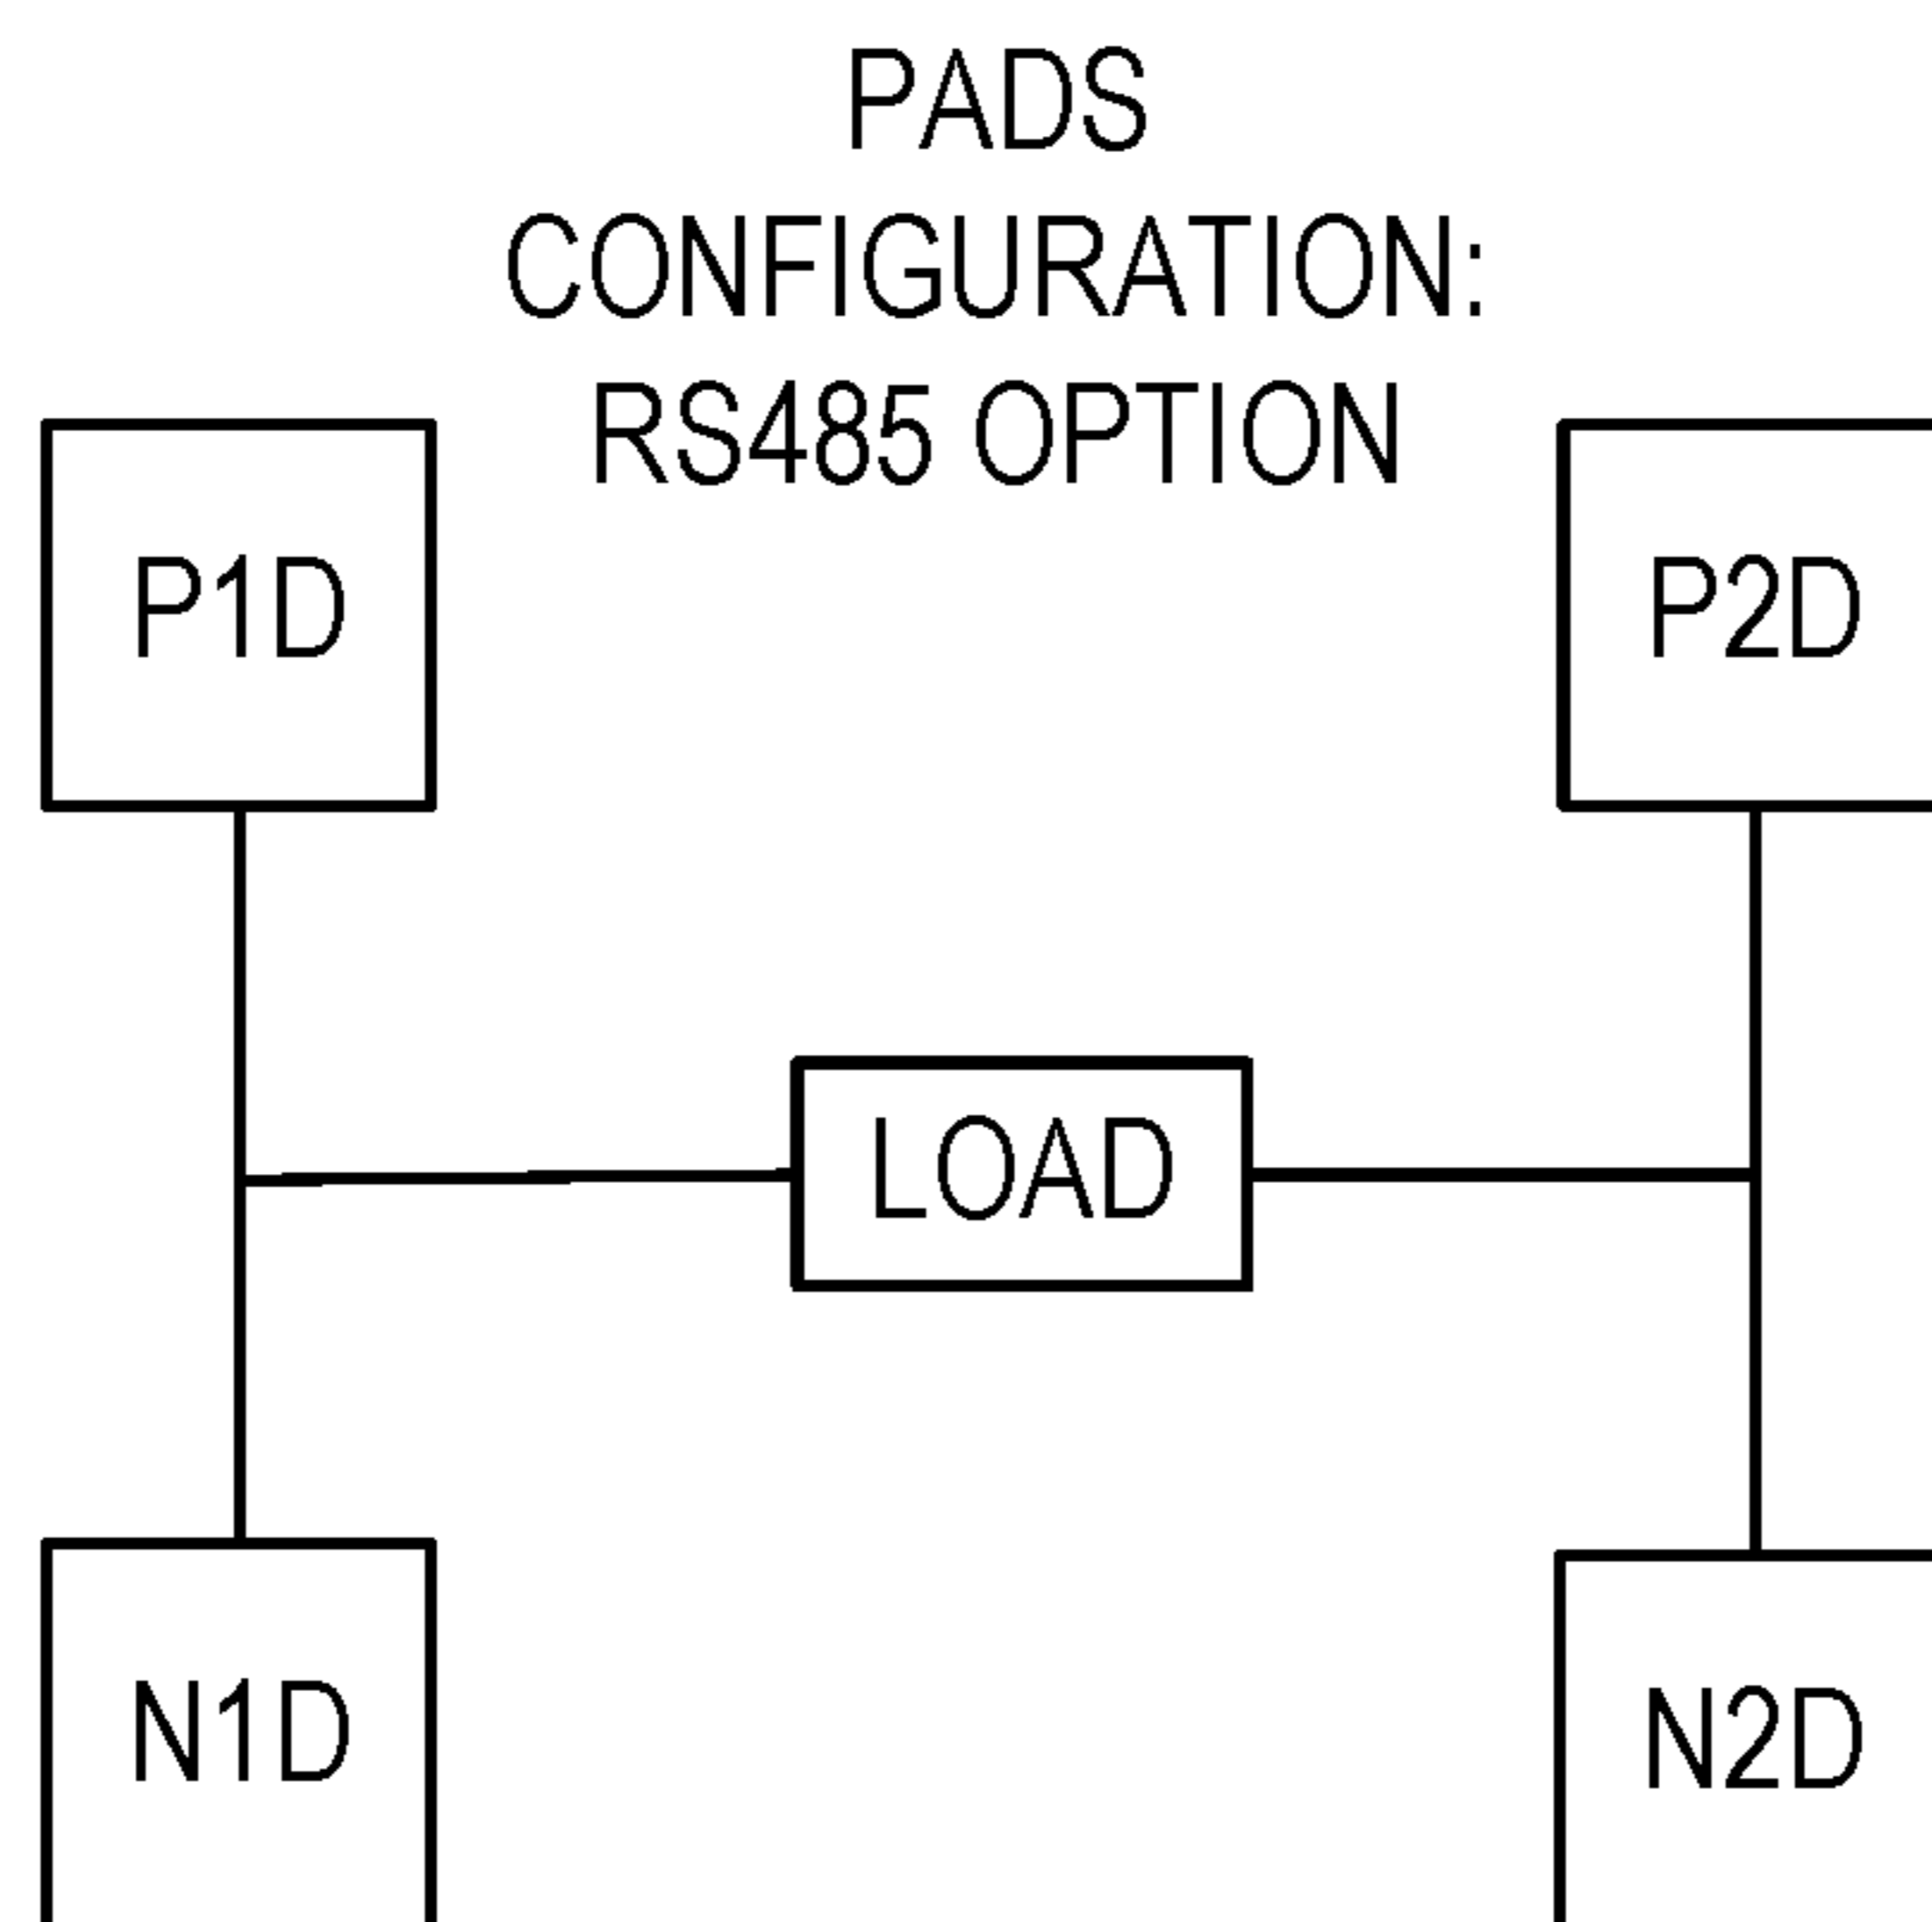 PADS
CONFIGURATION:
RS485 OPTION
P1D
P2D
LOAD
N1D
N2D